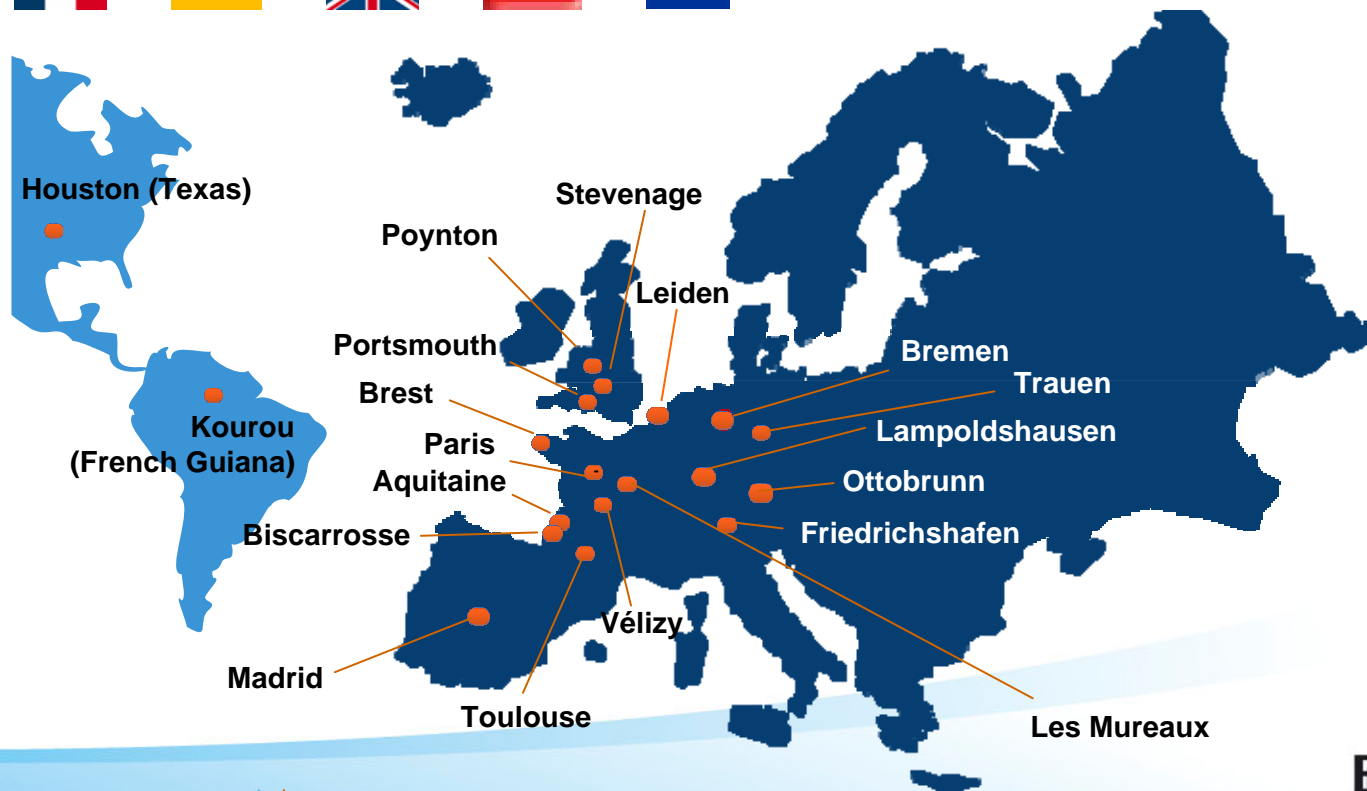 Houston (Texas)
Stevenage
Poynton
Leiden
Portsmouth
Bremen
Brest
Trauen
Kourou
(French Guiana)
Paris
Lampoldshausen
Aquitaine
Ottobrunn
Biscarrosse
Friedrichshafen
Vélizy
Madrid
Toulouse
Les Mureaux